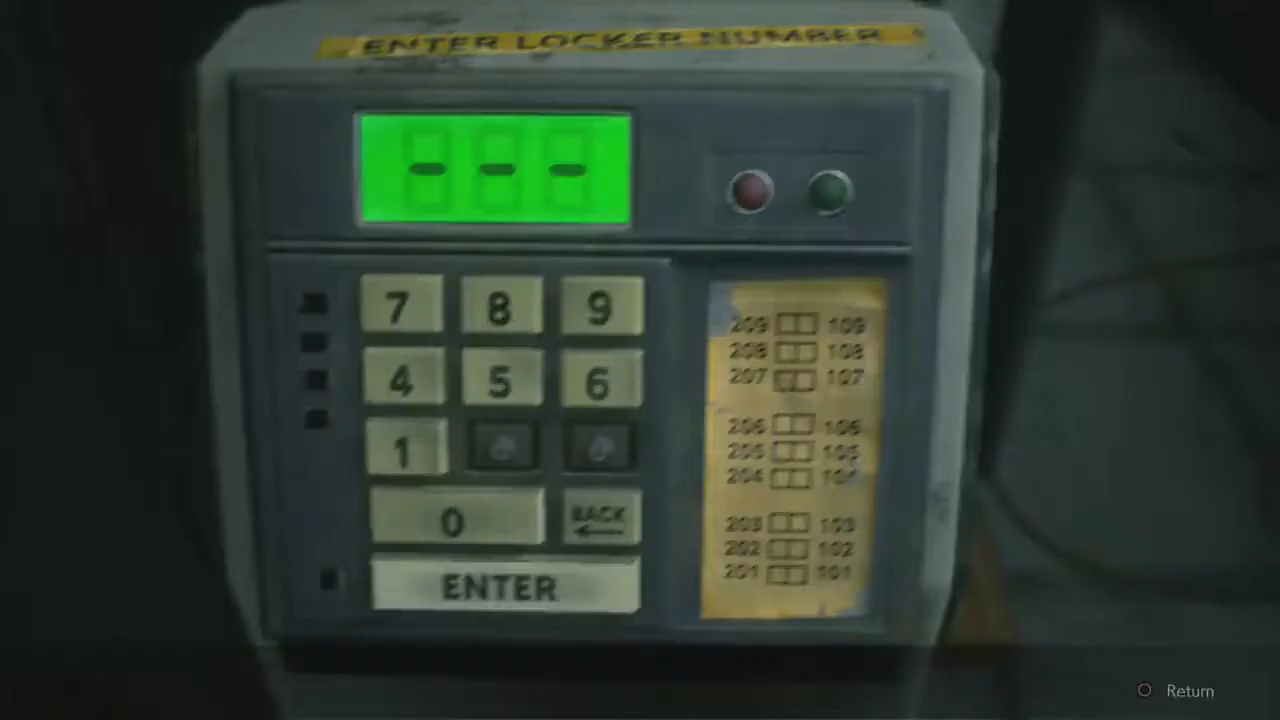 ENTER LOCKER NUMBER
- - -
7 8 9
4 5 6
1
0 BACK
ENTER
209 109
208 108
207 107
206 106
205 105
204 104
203 103
202 102
201 101
Return